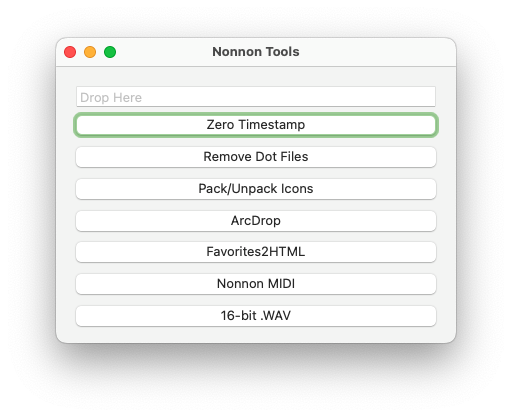 Nonnon Tools
Drop Here
Zero Timestamp
Remove Dot Files
Pack/Unpack Icons
ArcDrop
Favorites2HTML
Nonnon MIDI
16-bit .WAV